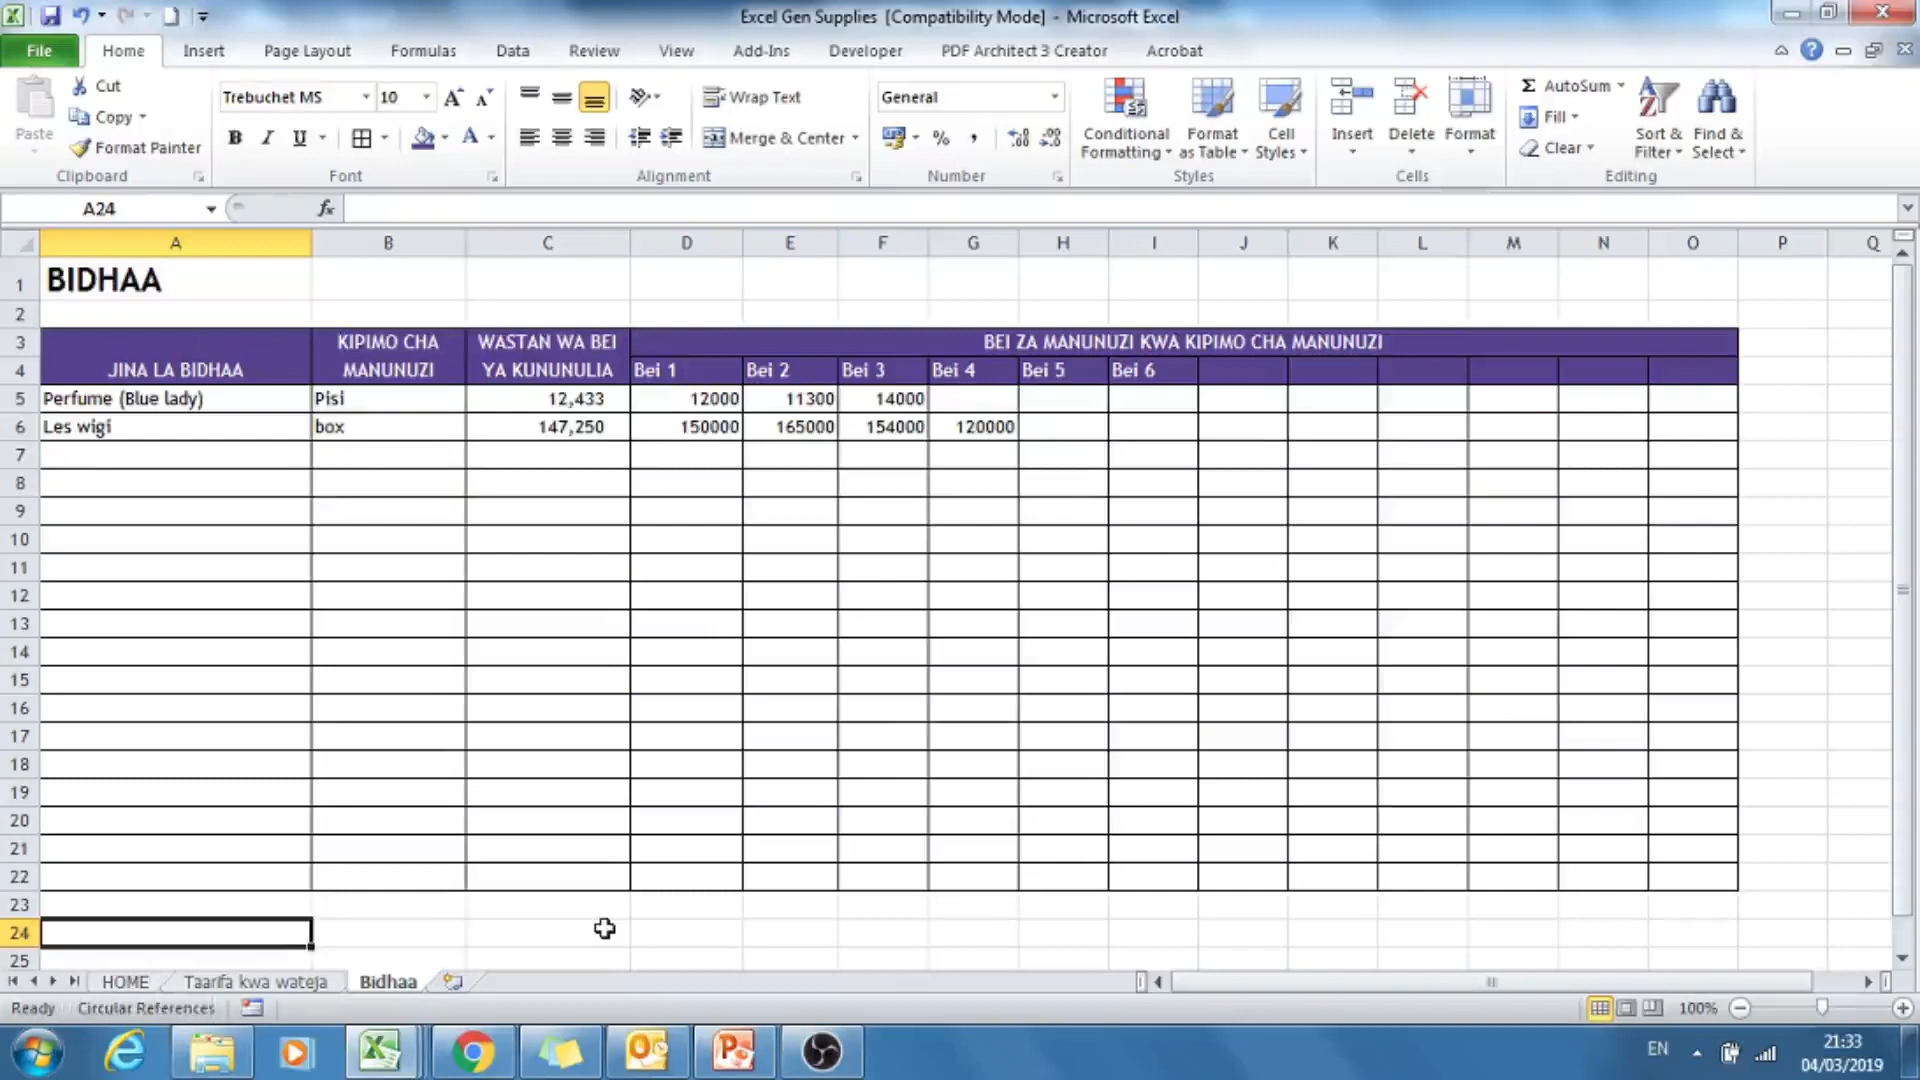 Excel Gen Supplies [Compatibility Mode] - Microsoft Excel
File Home Insert Page Layout Formulas Data Review View Add-Ins Developer PDF Architect 3 Creator Acrobat
Paste Cut Copy Format Painter
Clipboard
Trebuchet MS 10
B I U A
Font
Wrap Text
Merge & Center
Alignment
General
% ,
Number
Conditional Formatting
Format as Table
Cell Styles
Styles
Insert Delete Format
Cells
Σ AutoSum
Fill
Clear
Sort & Filter
Find & Select
Editing
A24 fx
A B C D E F G H I J K L M N O P Q
1 BIDHAA
2
3 KIPIMO CHA WASTAN WA BEI BEI ZA MANUNUZI KWA KIPIMO CHA MANUNUZI
4 JINA LA BIDHAA MANUNUZI YA KUNUNULIA Bei 1 Bei 2 Bei 3 Bei 4 Bei 5 Bei 6
5 Perfume (Blue lady) Pisi 12,433 12000 11300 14000
6 Les wigi box 147,250 150000 165000 154000 120000
7
8
9
10
11
12
13
14
15
16
17
18
19
20
21
22
23
24
25
HOME Taarifa kwa wateja Bidhaa
Ready Circular References 100%
EN 21:33
04/03/2019